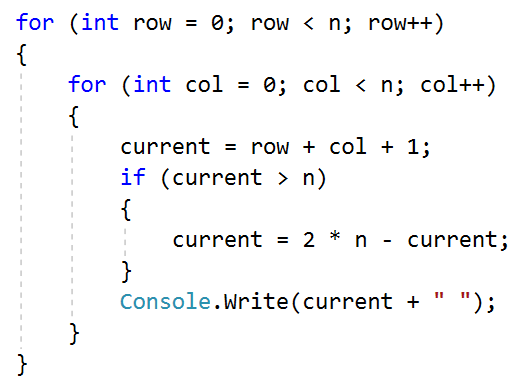 for (int row = 0; row < n; row++)
{
    for (int col = 0; col < n; col++)
    {
        current = row + col + 1;
        if (current > n)
        {
            current = 2 * n - current;
        }
        Console.Write(current + " ");
    }
}